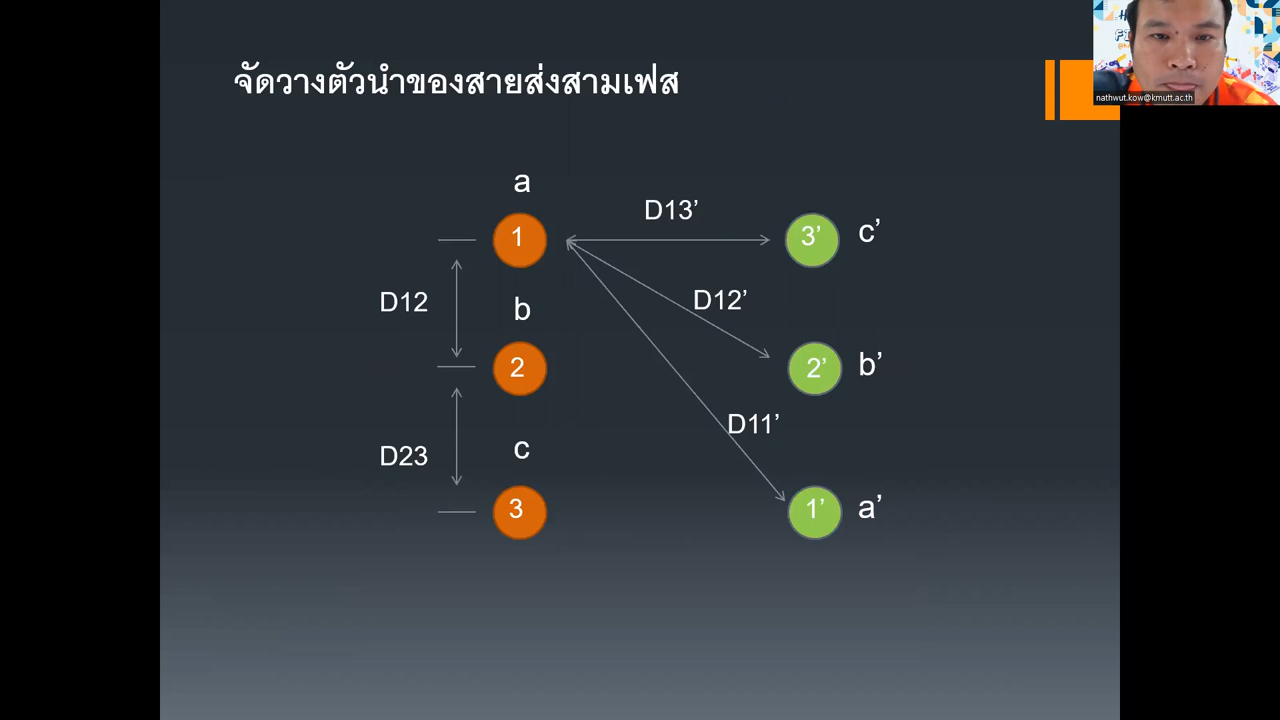 จัดวางตัวนำของสายส่งสามเฟส
nathwut.kow@kmutt.ac.th
a
D13’
1
3’
c’
D12
b
D12’
2
2’
b’
D11’
D23
c
3
1’
a’